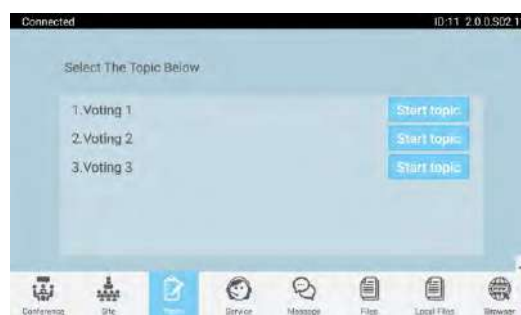 Connected ID:11 2.0.0.S02.1
Select The Topic Below
1.Voting 1 Start topic
2.Voting 2 Start topic
3.Voting 3 Start topic
Conference Site Topic Service Message Files Local Files Browser